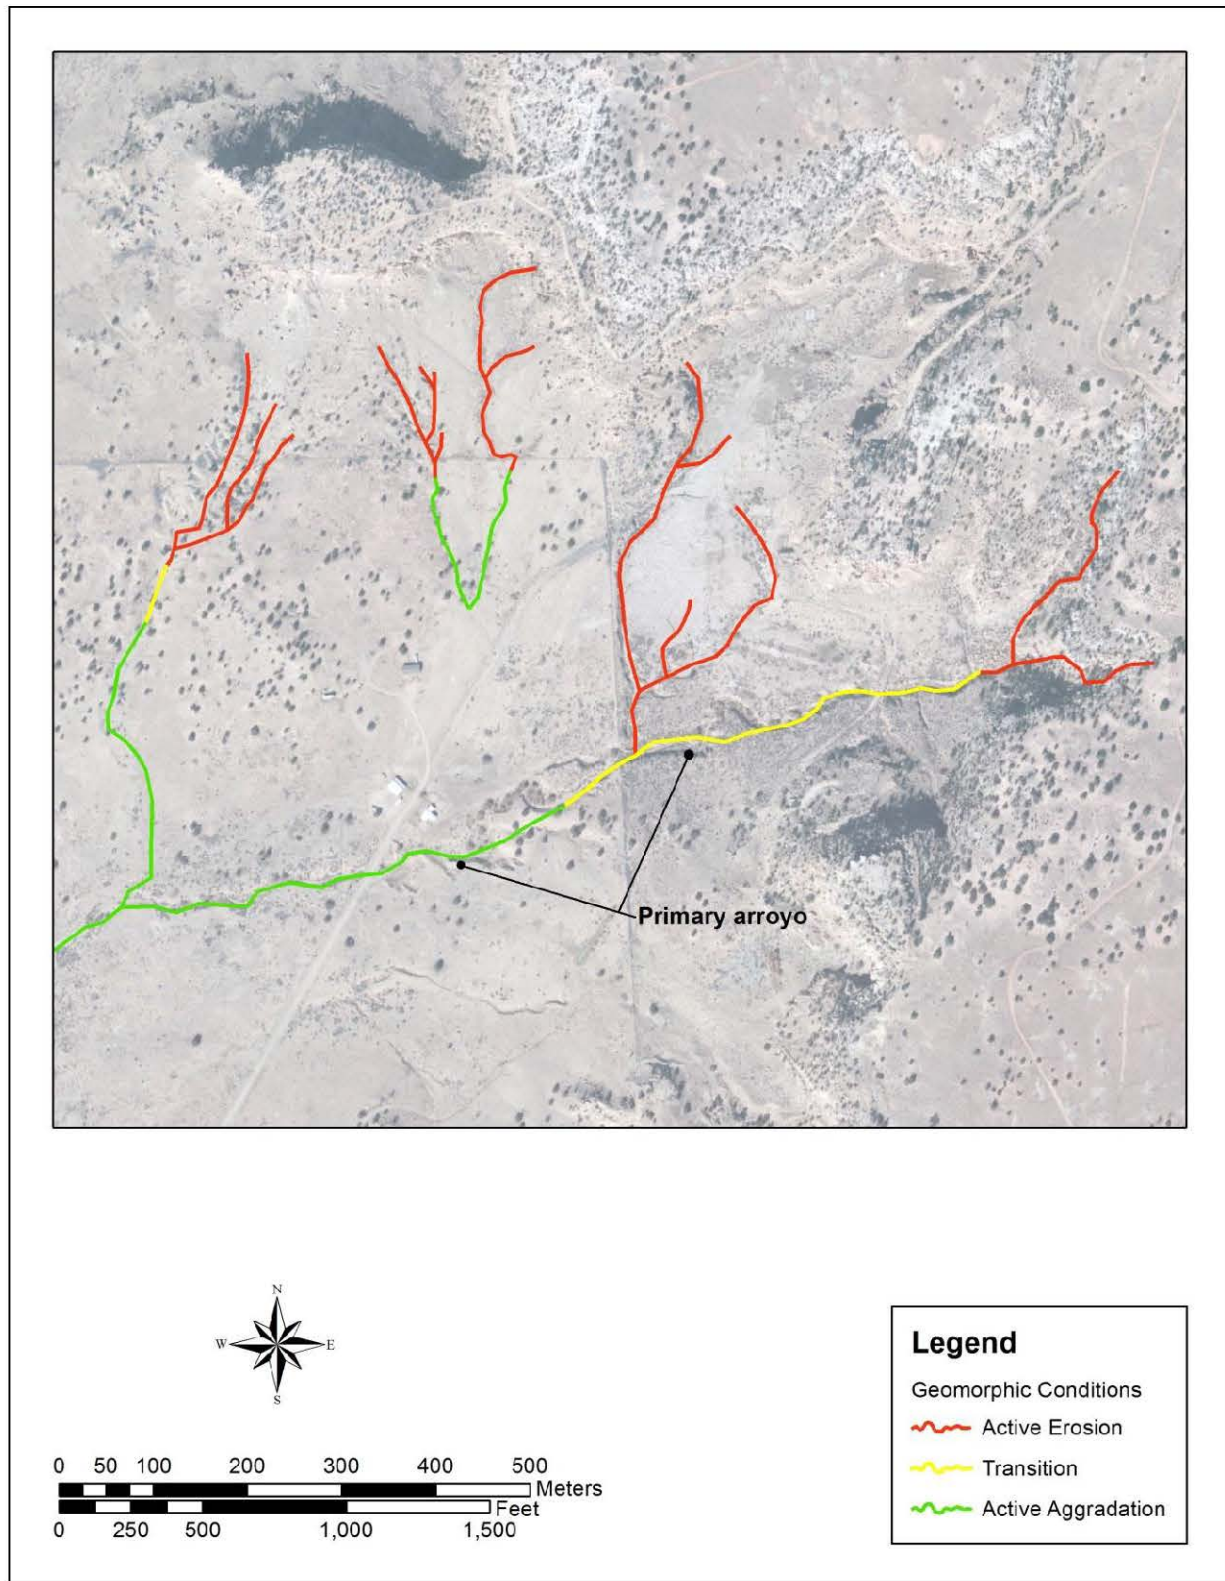 Primary arroyo
N
W E
S
0 50 100 200 300 400 500
Meters
Feet
0 250 500 1,000 1,500
Legend
Geomorphic Conditions
Active Erosion
Transition
Active Aggradation